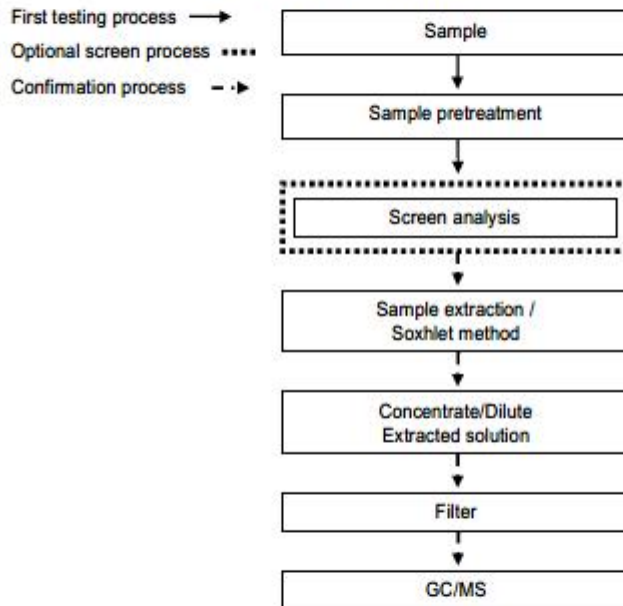 First testing process
Optional screen process
Confirmation process
Sample
Sample pretreatment
Screen analysis
Sample extraction /
Soxhlet method
Concentrate/Dilute
Extracted solution
Filter
GC/MS